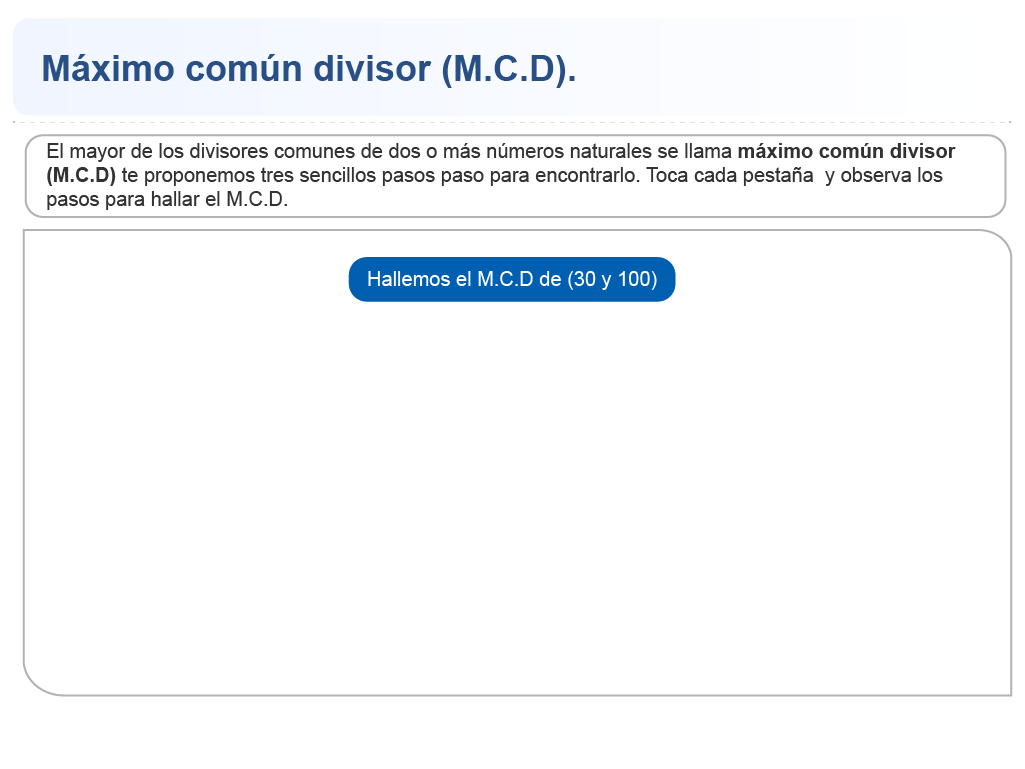 Máximo común divisor (M.C.D).
El mayor de los divisores comunes de dos o más números naturales se llama máximo común divisor
(M.C.D) te proponemos tres sencillos pasos paso para encontrarlo. Toca cada pestaña  y observa los
pasos para hallar el M.C.D.
Hallemos el M.C.D de (30 y 100)